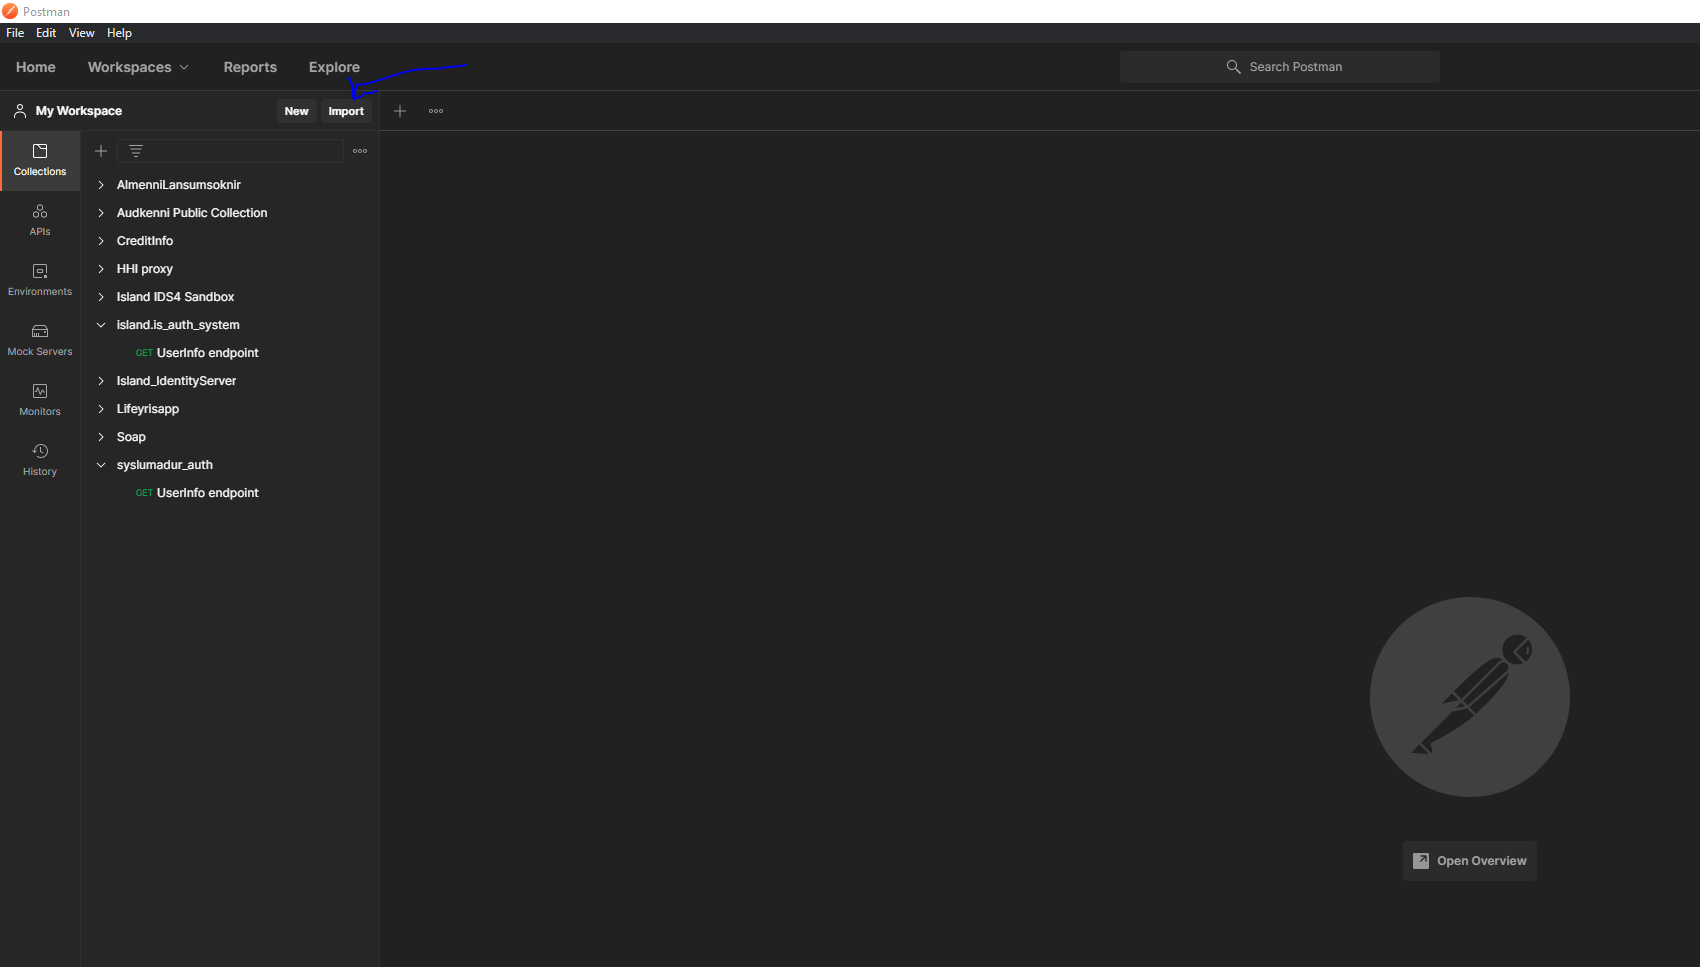 Postman
File Edit View Help
Home Workspaces Reports Explore Search Postman
My Workspace New Import
Collections
APIs
Environments
Mock Servers
Monitors
History
AlmenniLansumsoknir
Audkenni Public Collection
CreditInfo
HHI proxy
Island IDS4 Sandbox
island.is_auth_system
GET UserInfo endpoint
Island_IdentityServer
Lifeyrisapp
Soap
syslumadur_auth
GET UserInfo endpoint
Open Overview